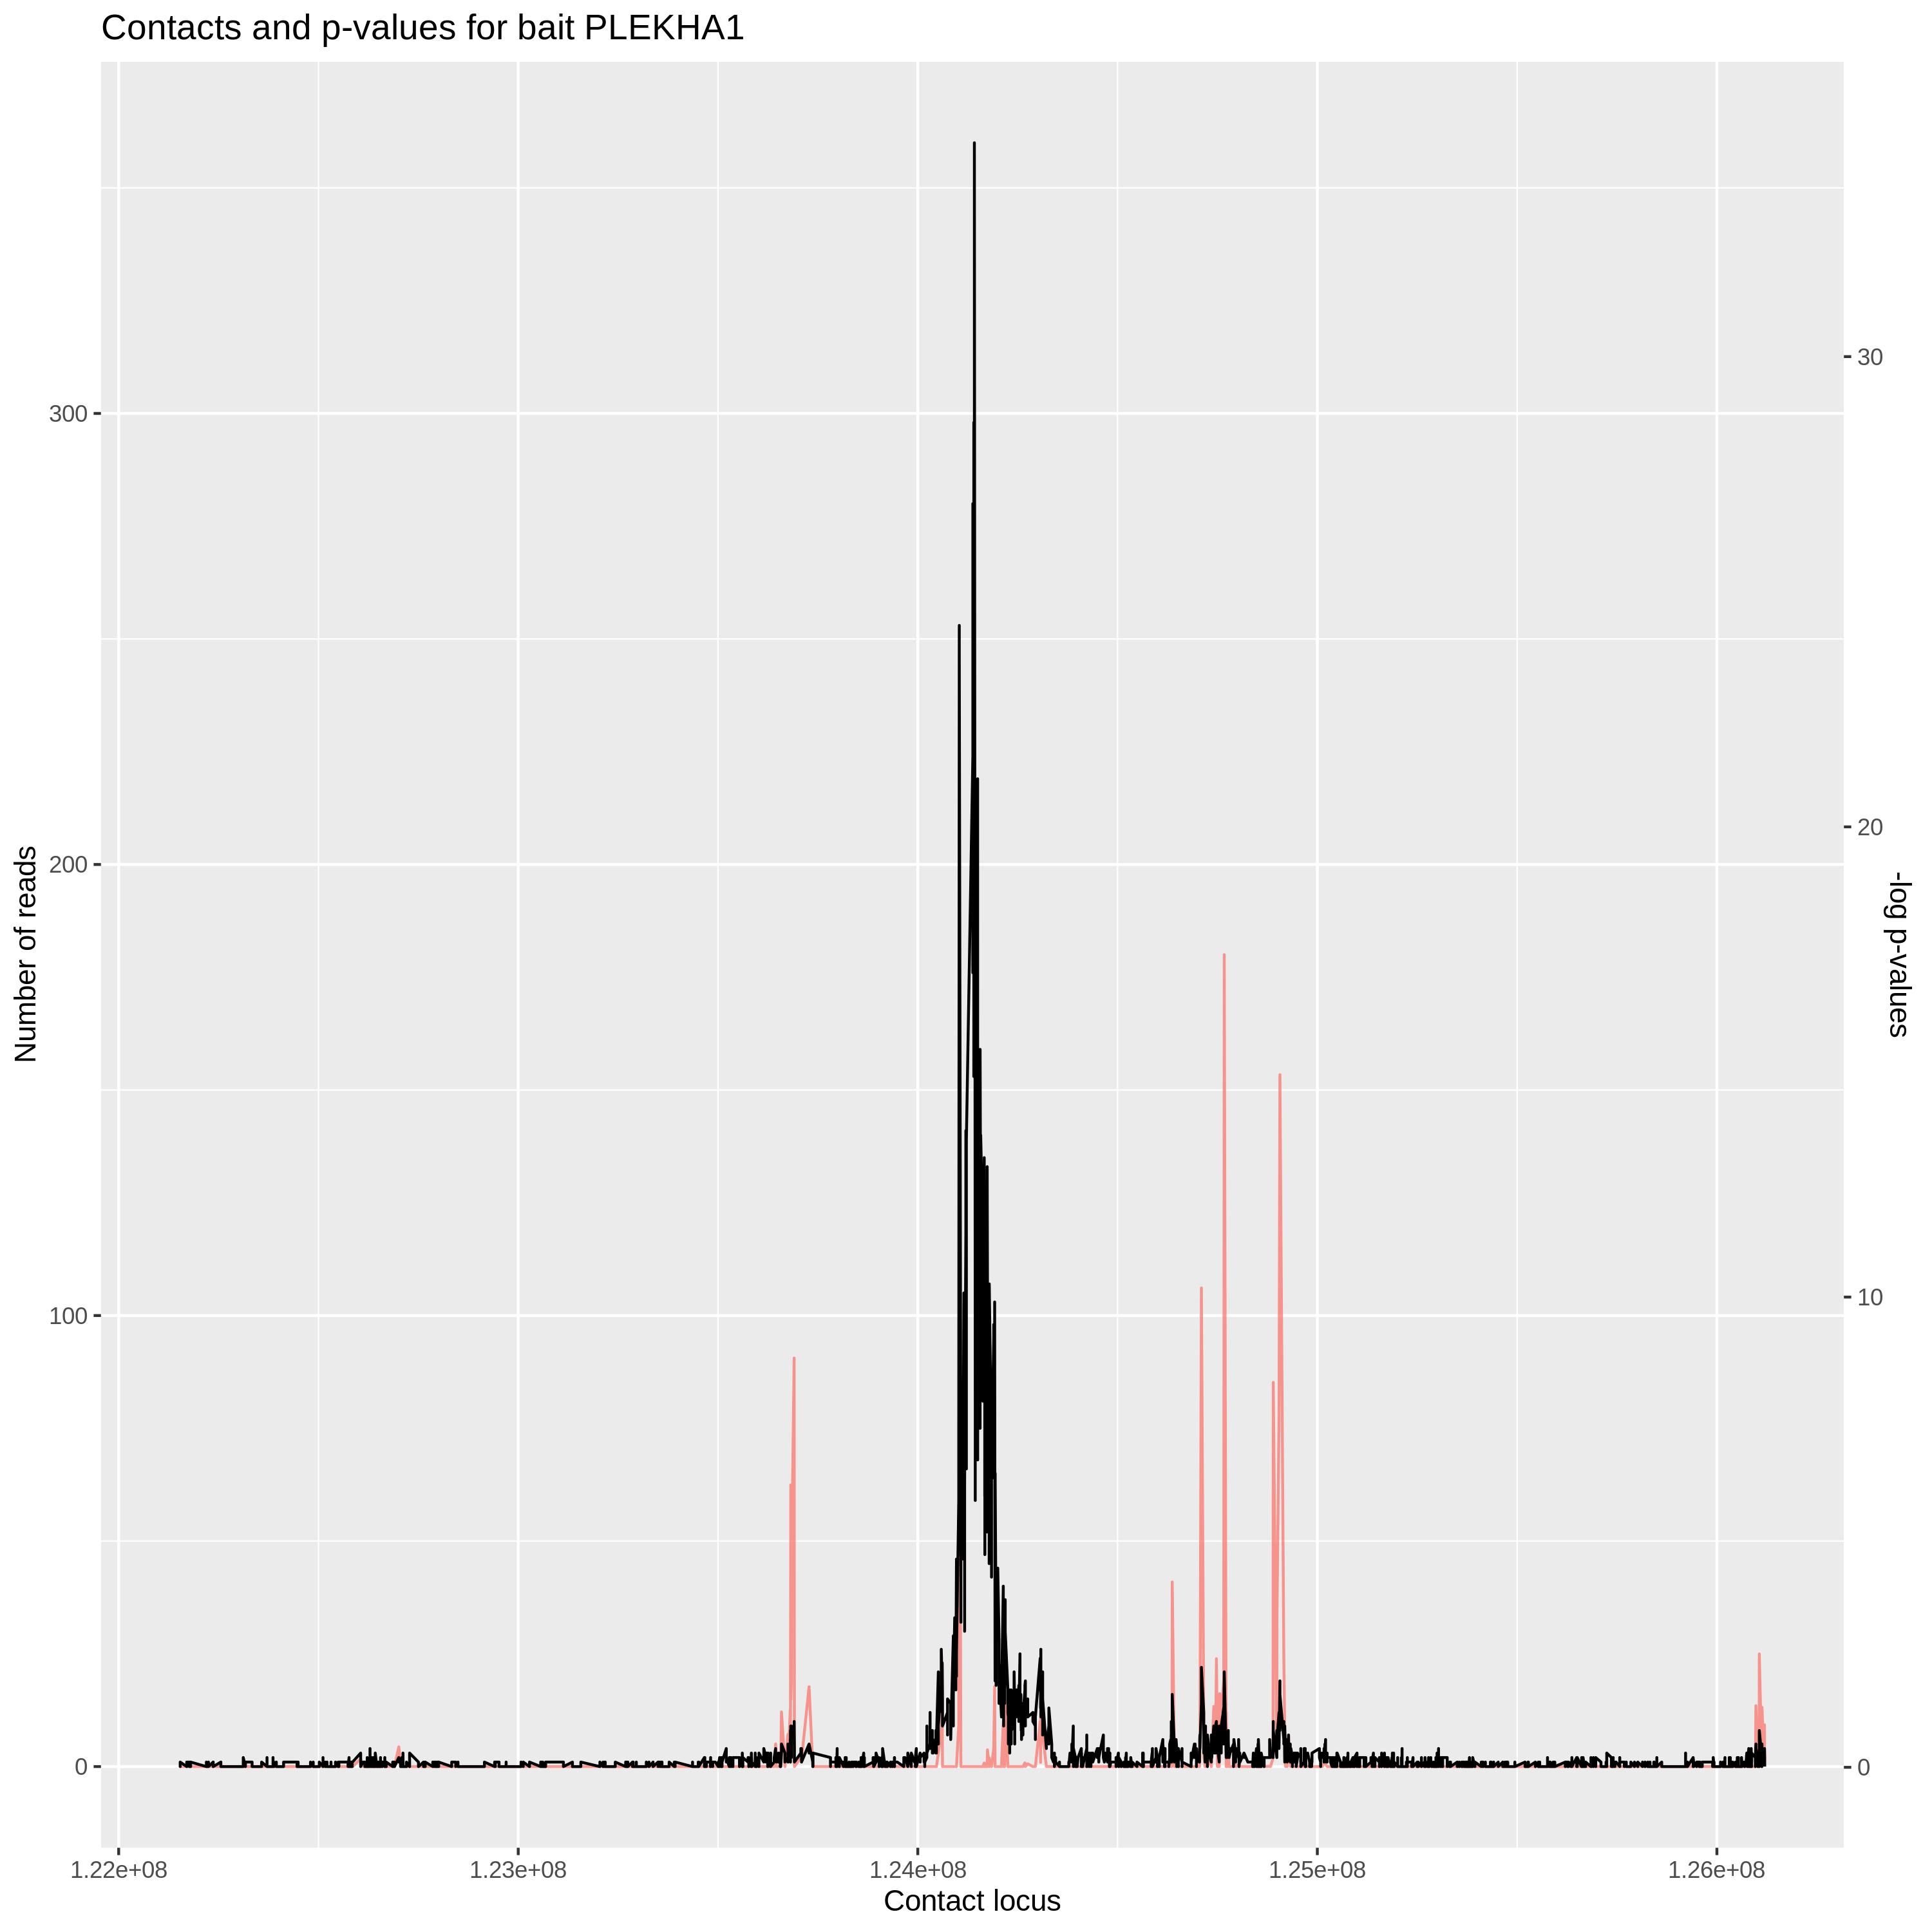 Contacts and p-values for bait PLEKHA1
Number of reads
300
200
100
0
30
20
10
0
-log p-values
1.22e+08 1.23e+08 1.24e+08 1.25e+08 1.26e+08
Contact locus